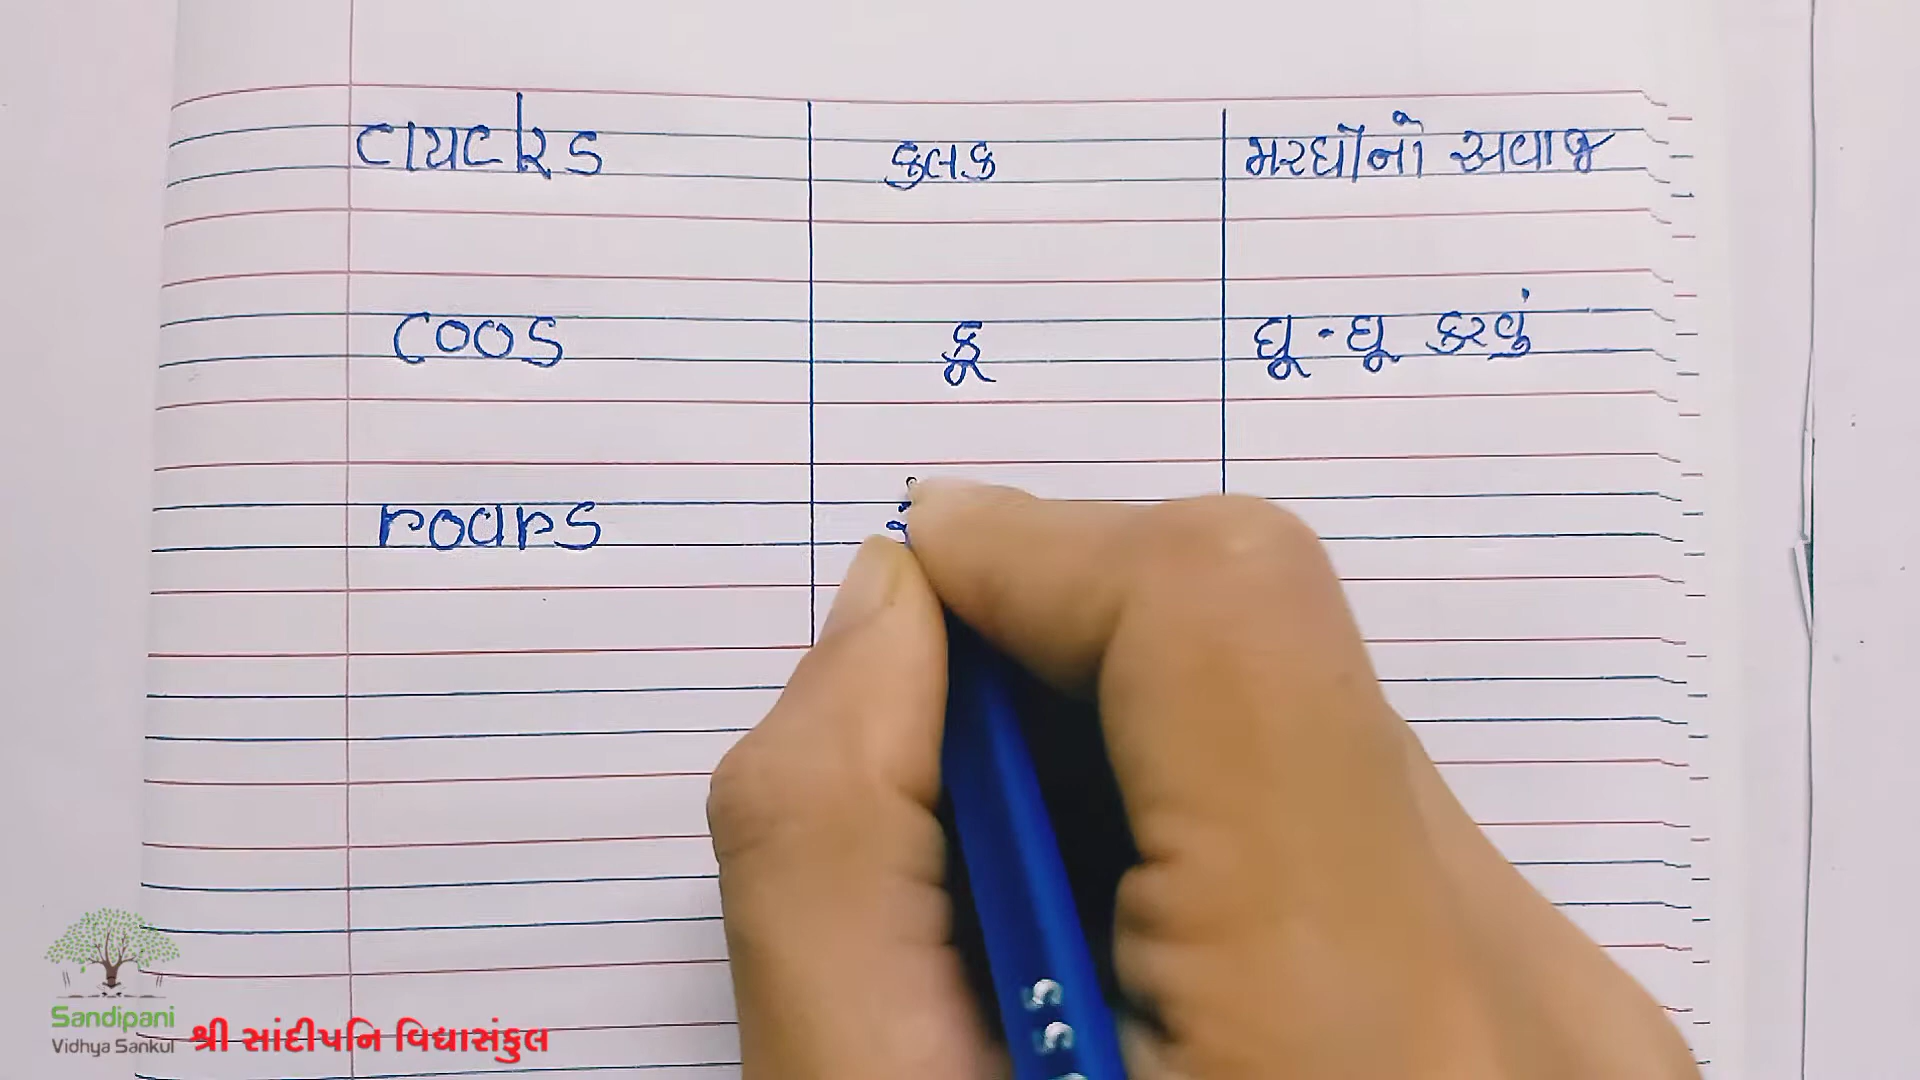 clucks ક્લક મરઘીનો અવાજ
coos કૂ ઘૂ - ઘૂ કરવું
roars
Sandipani
Vidhya Sankul શ્રી સાંદીપનિ વિદ્યાસંકુલ